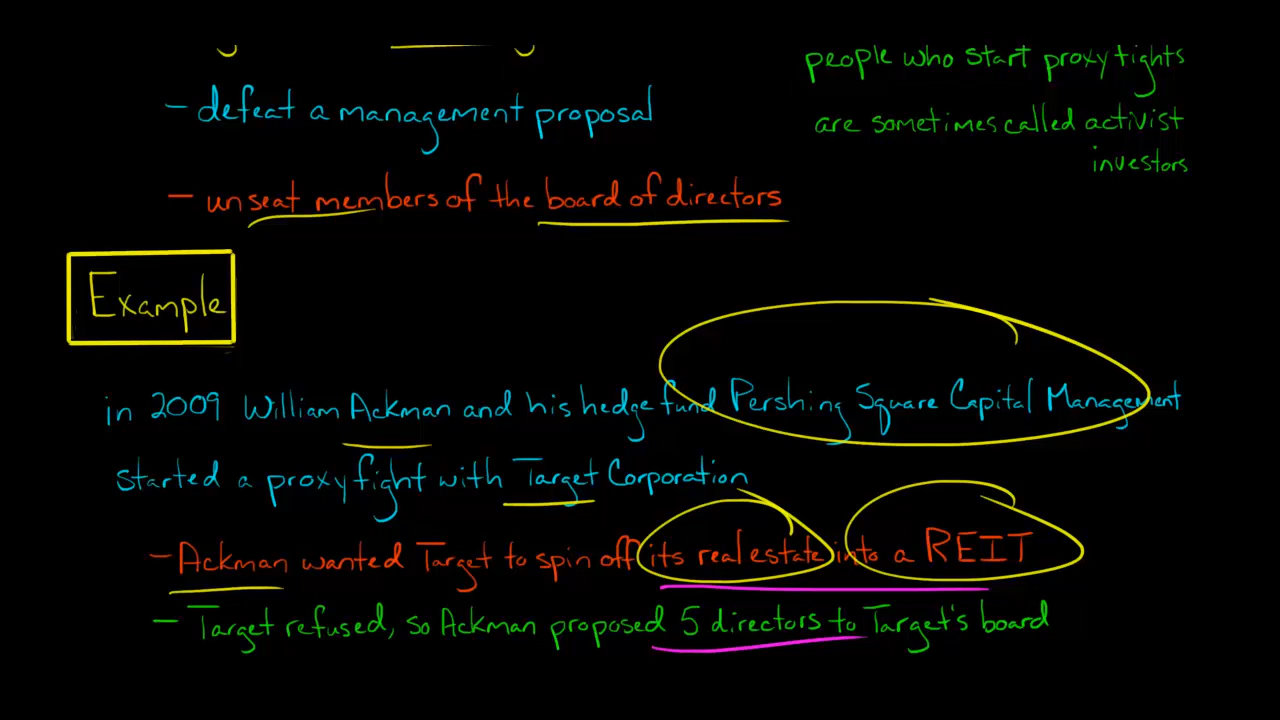 - defeat a management proposal
- unseat members of the board of directors
people who start proxy fights
are sometimes called activist
investors
Example
in 2009 William Ackman and his hedge fund Pershing Square Capital Management
started a proxy fight with Target Corporation
- Ackman wanted Target to spin off its real estate into a REIT
- Target refused, so Ackman proposed 5 directors to Target's board